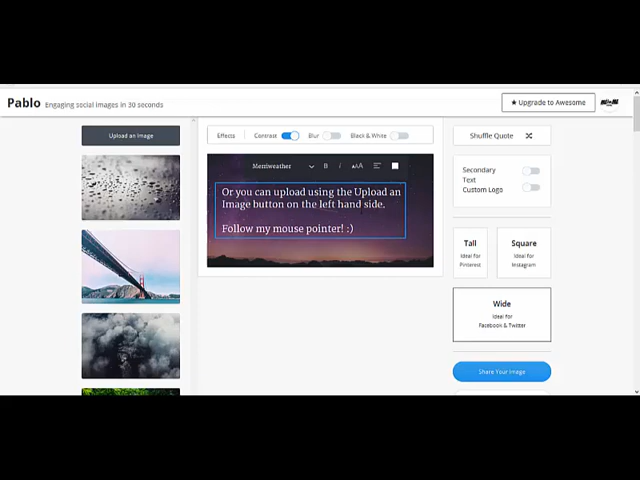 Pablo Engaging social images in 30 seconds
★ Upgrade to Awesome
Upload an Image
Effects Contrast Blur Black & White
Shuffle Quote
Merriweather B i aAA
Or you can upload using the Upload an
Image button on the left hand side.
Follow my mouse pointer! :)
Secondary
Text
Custom Logo
Tall
Ideal for
Pinterest
Square
Ideal for
Instagram
Wide
Ideal for
Facebook & Twitter
Share Your Image